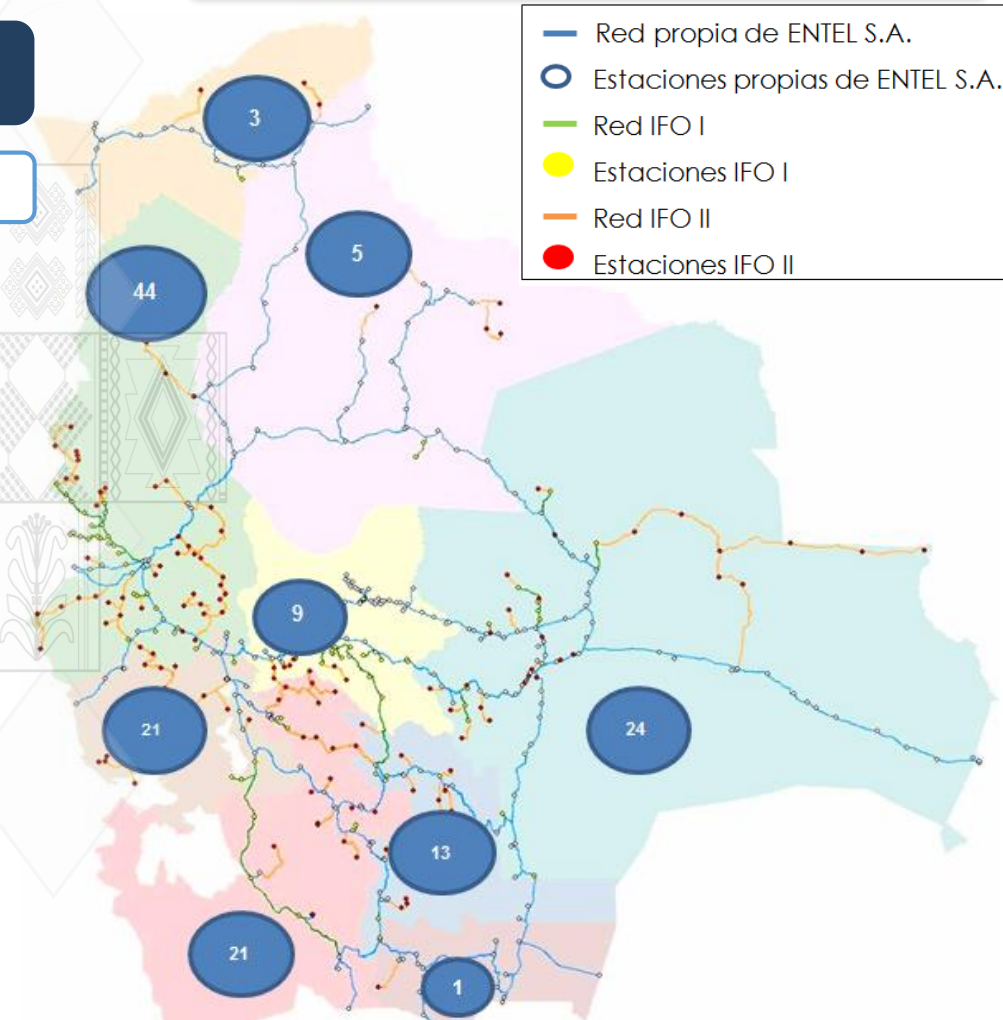 Red propia de ENTEL S.A.
Estaciones propias de ENTEL S.A.
Red IFO I
Estaciones IFO I
Red IFO II
Estaciones IFO II
3
5
44
9
21
24
13
21
1